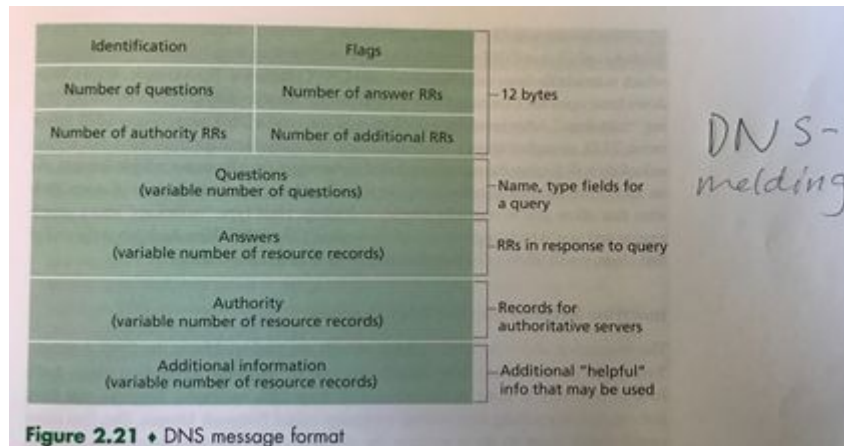 Identification
Flags
Number of questions
Number of answer RRs
12 bytes
Number of authority RRs
Number of additional RRs
Questions
(variable number of questions)
Name, type fields for
a query
Answers
(variable number of resource records)
RRs in response to query
Authority
(variable number of resource records)
Records for
authoritative servers
Additional information
(variable number of resource records)
Additional "helpful"
info that may be used
Figure 2.21 ♦ DNS message format
DNS-
melding